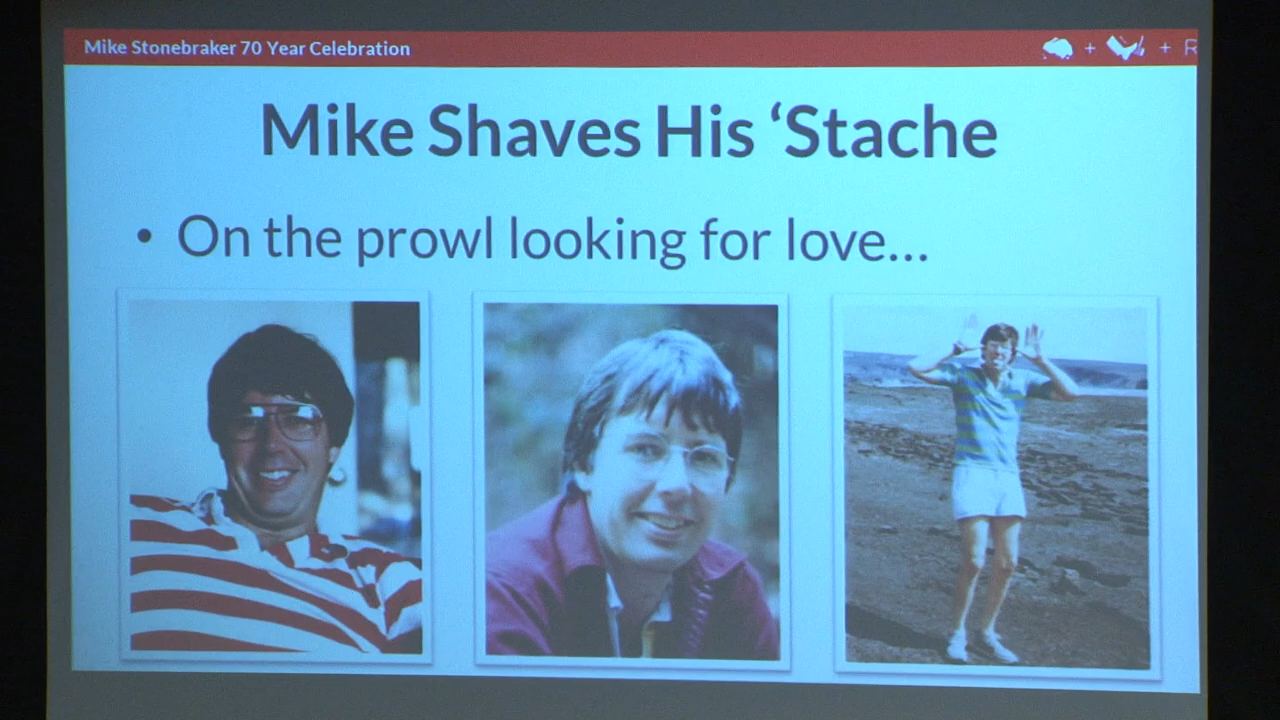 Mike Stonebraker 70 Year Celebration
+ + R
Mike Shaves His ‘Stache
• On the prowl looking for love...